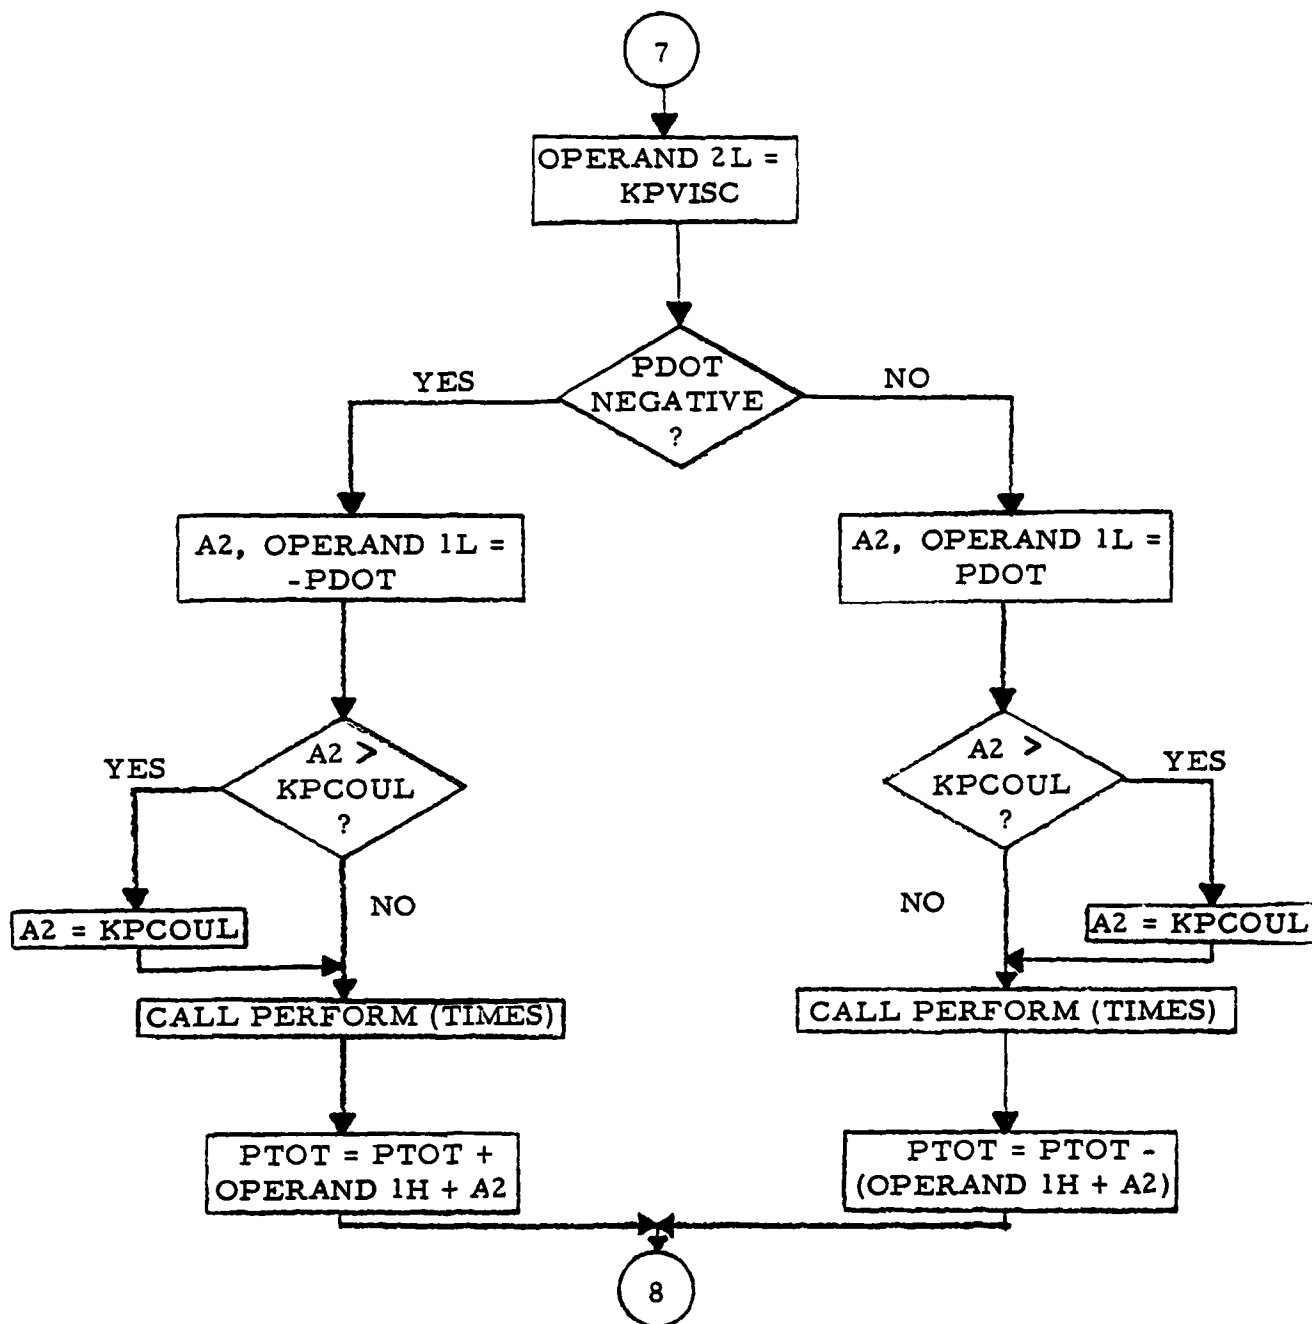 7
OPERAND 2L =
KPVISC
PDOT
NEGATIVE
?
YES
NO
A2, OPERAND 1L =
-PDOT
A2, OPERAND 1L =
PDOT
A2 >
KPCOUL
?
YES
NO
A2 >
KPCOUL
?
YES
NO
A2 = KPCOUL
A2 = KPCOUL
CALL PERFORM (TIMES)
CALL PERFORM (TIMES)
PTOT = PTOT +
OPERAND 1H + A2
PTOT = PTOT -
(OPERAND 1H + A2)
8